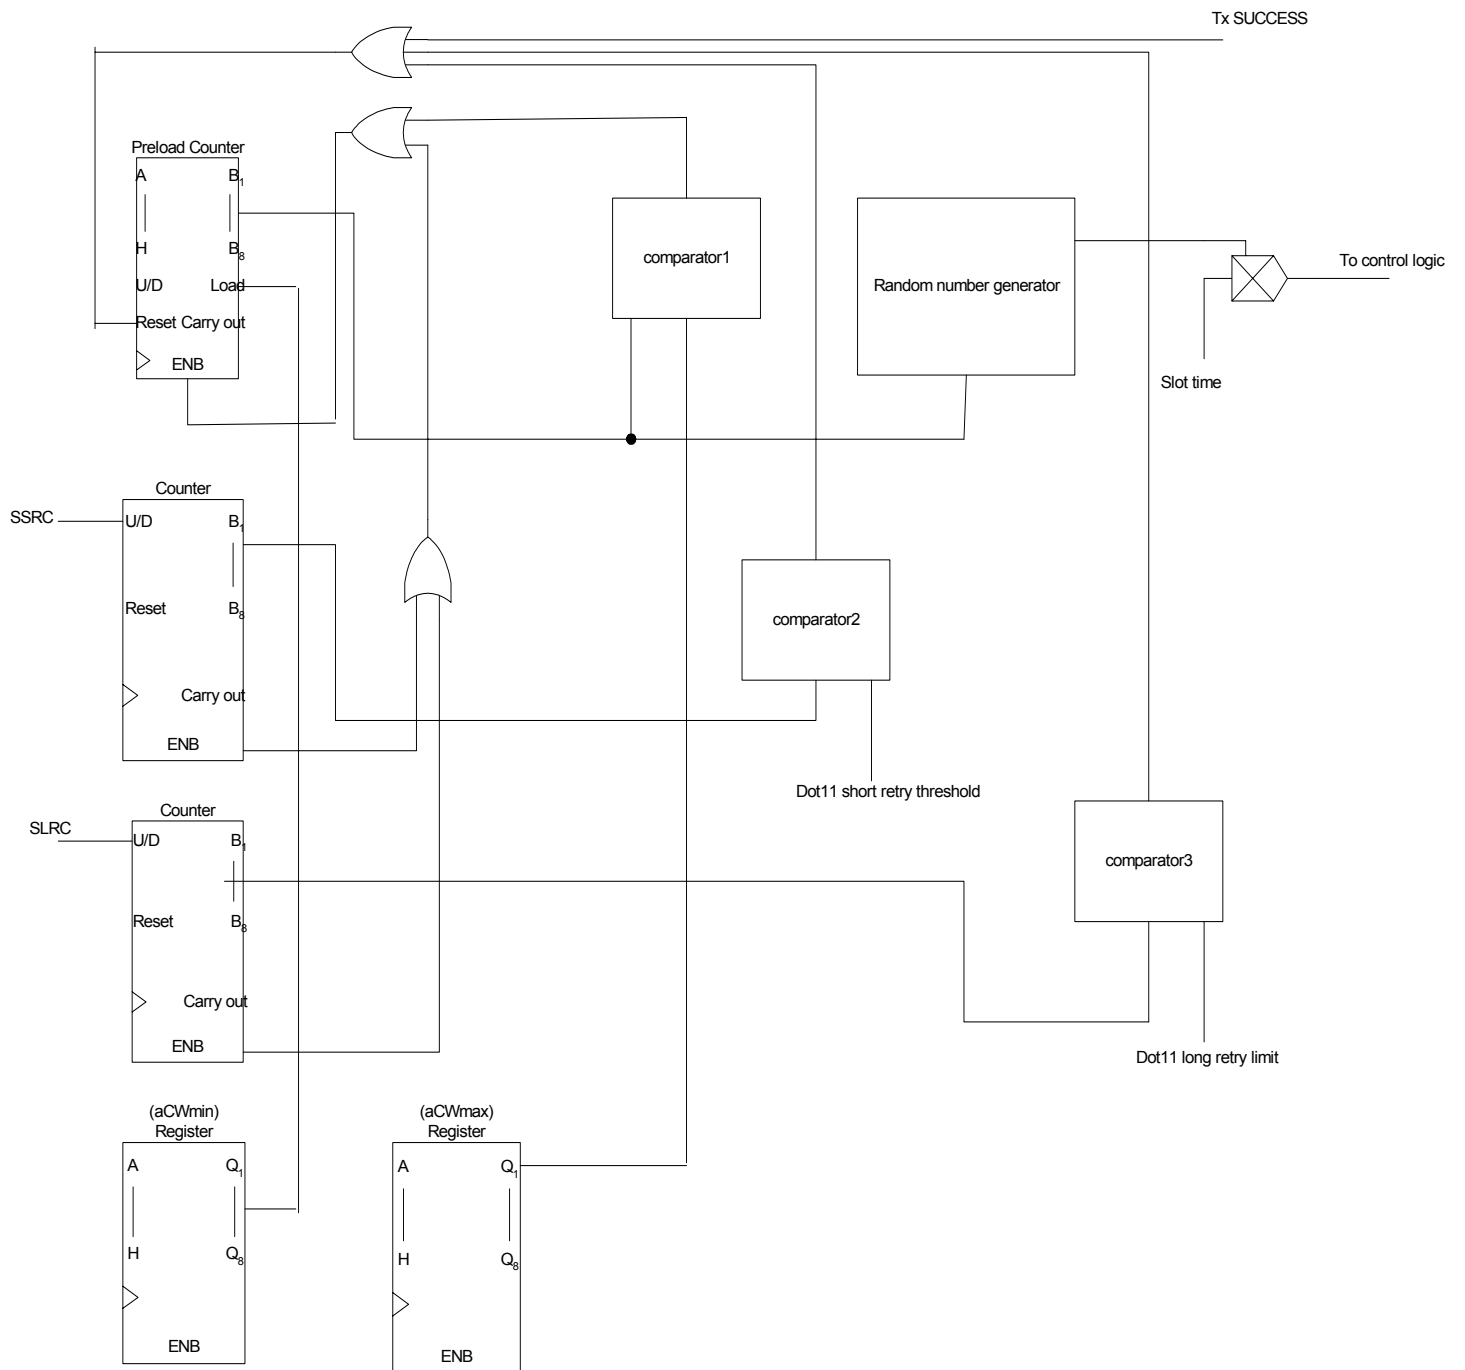 Tx SUCCESS
Preload Counter
A B1
H B8
U/D Load
Reset Carry out
ENB
comparator1
Random number generator
To control logic
Slot time
Counter
SSRC U/D B1
Reset B8
Carry out
ENB
comparator2
Dot11 short retry threshold
Counter
SLRC U/D B1
Reset B8
Carry out
ENB
comparator3
Dot11 long retry limit
(aCWmin)
Register
A Q1
H Q8
ENB
(aCWmax)
Register
A Q1
H Q8
ENB